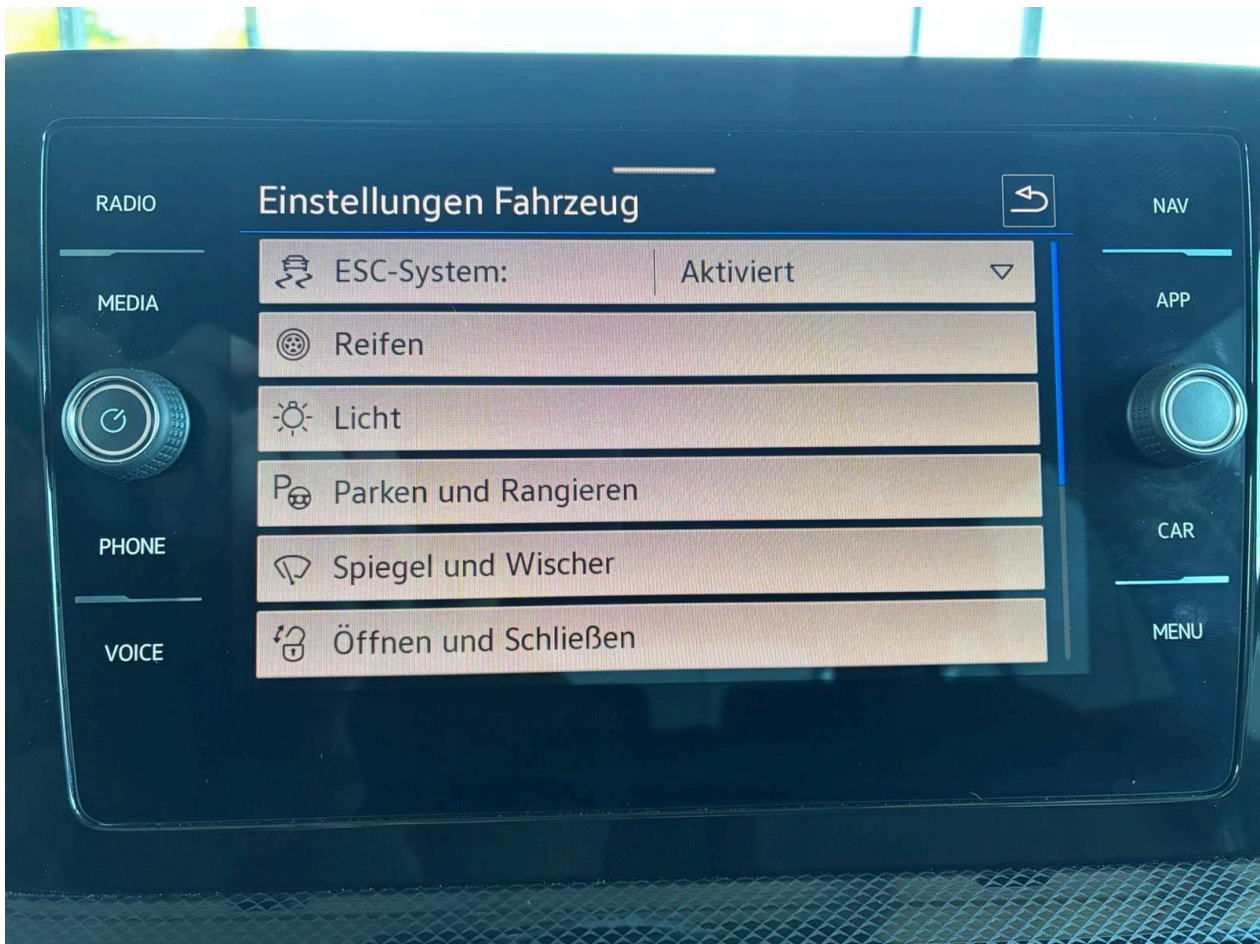 Einstellungen Fahrzeug
RADIO
MEDIA
PHONE
VOICE
ESC-System: Aktiviert
Reifen
Licht
Parken und Rangieren
Spiegel und Wischer
Öffnen und Schließen
NAV
APP
CAR
MENU